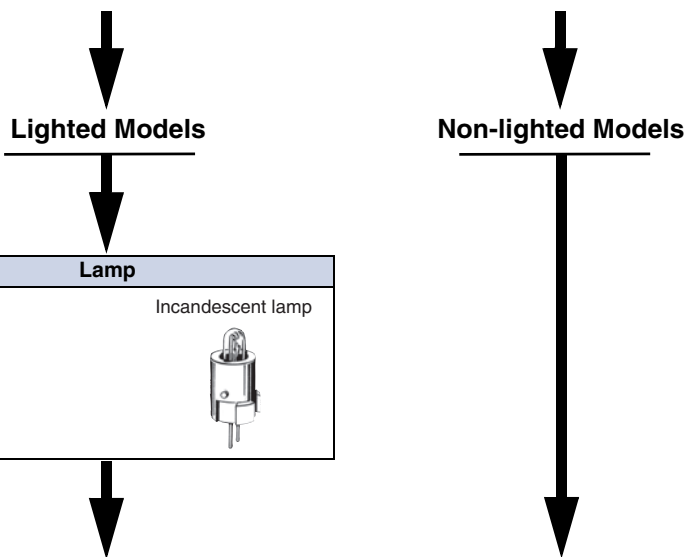 Lighted Models
Non-lighted Models
Lamp
Incandescent lamp